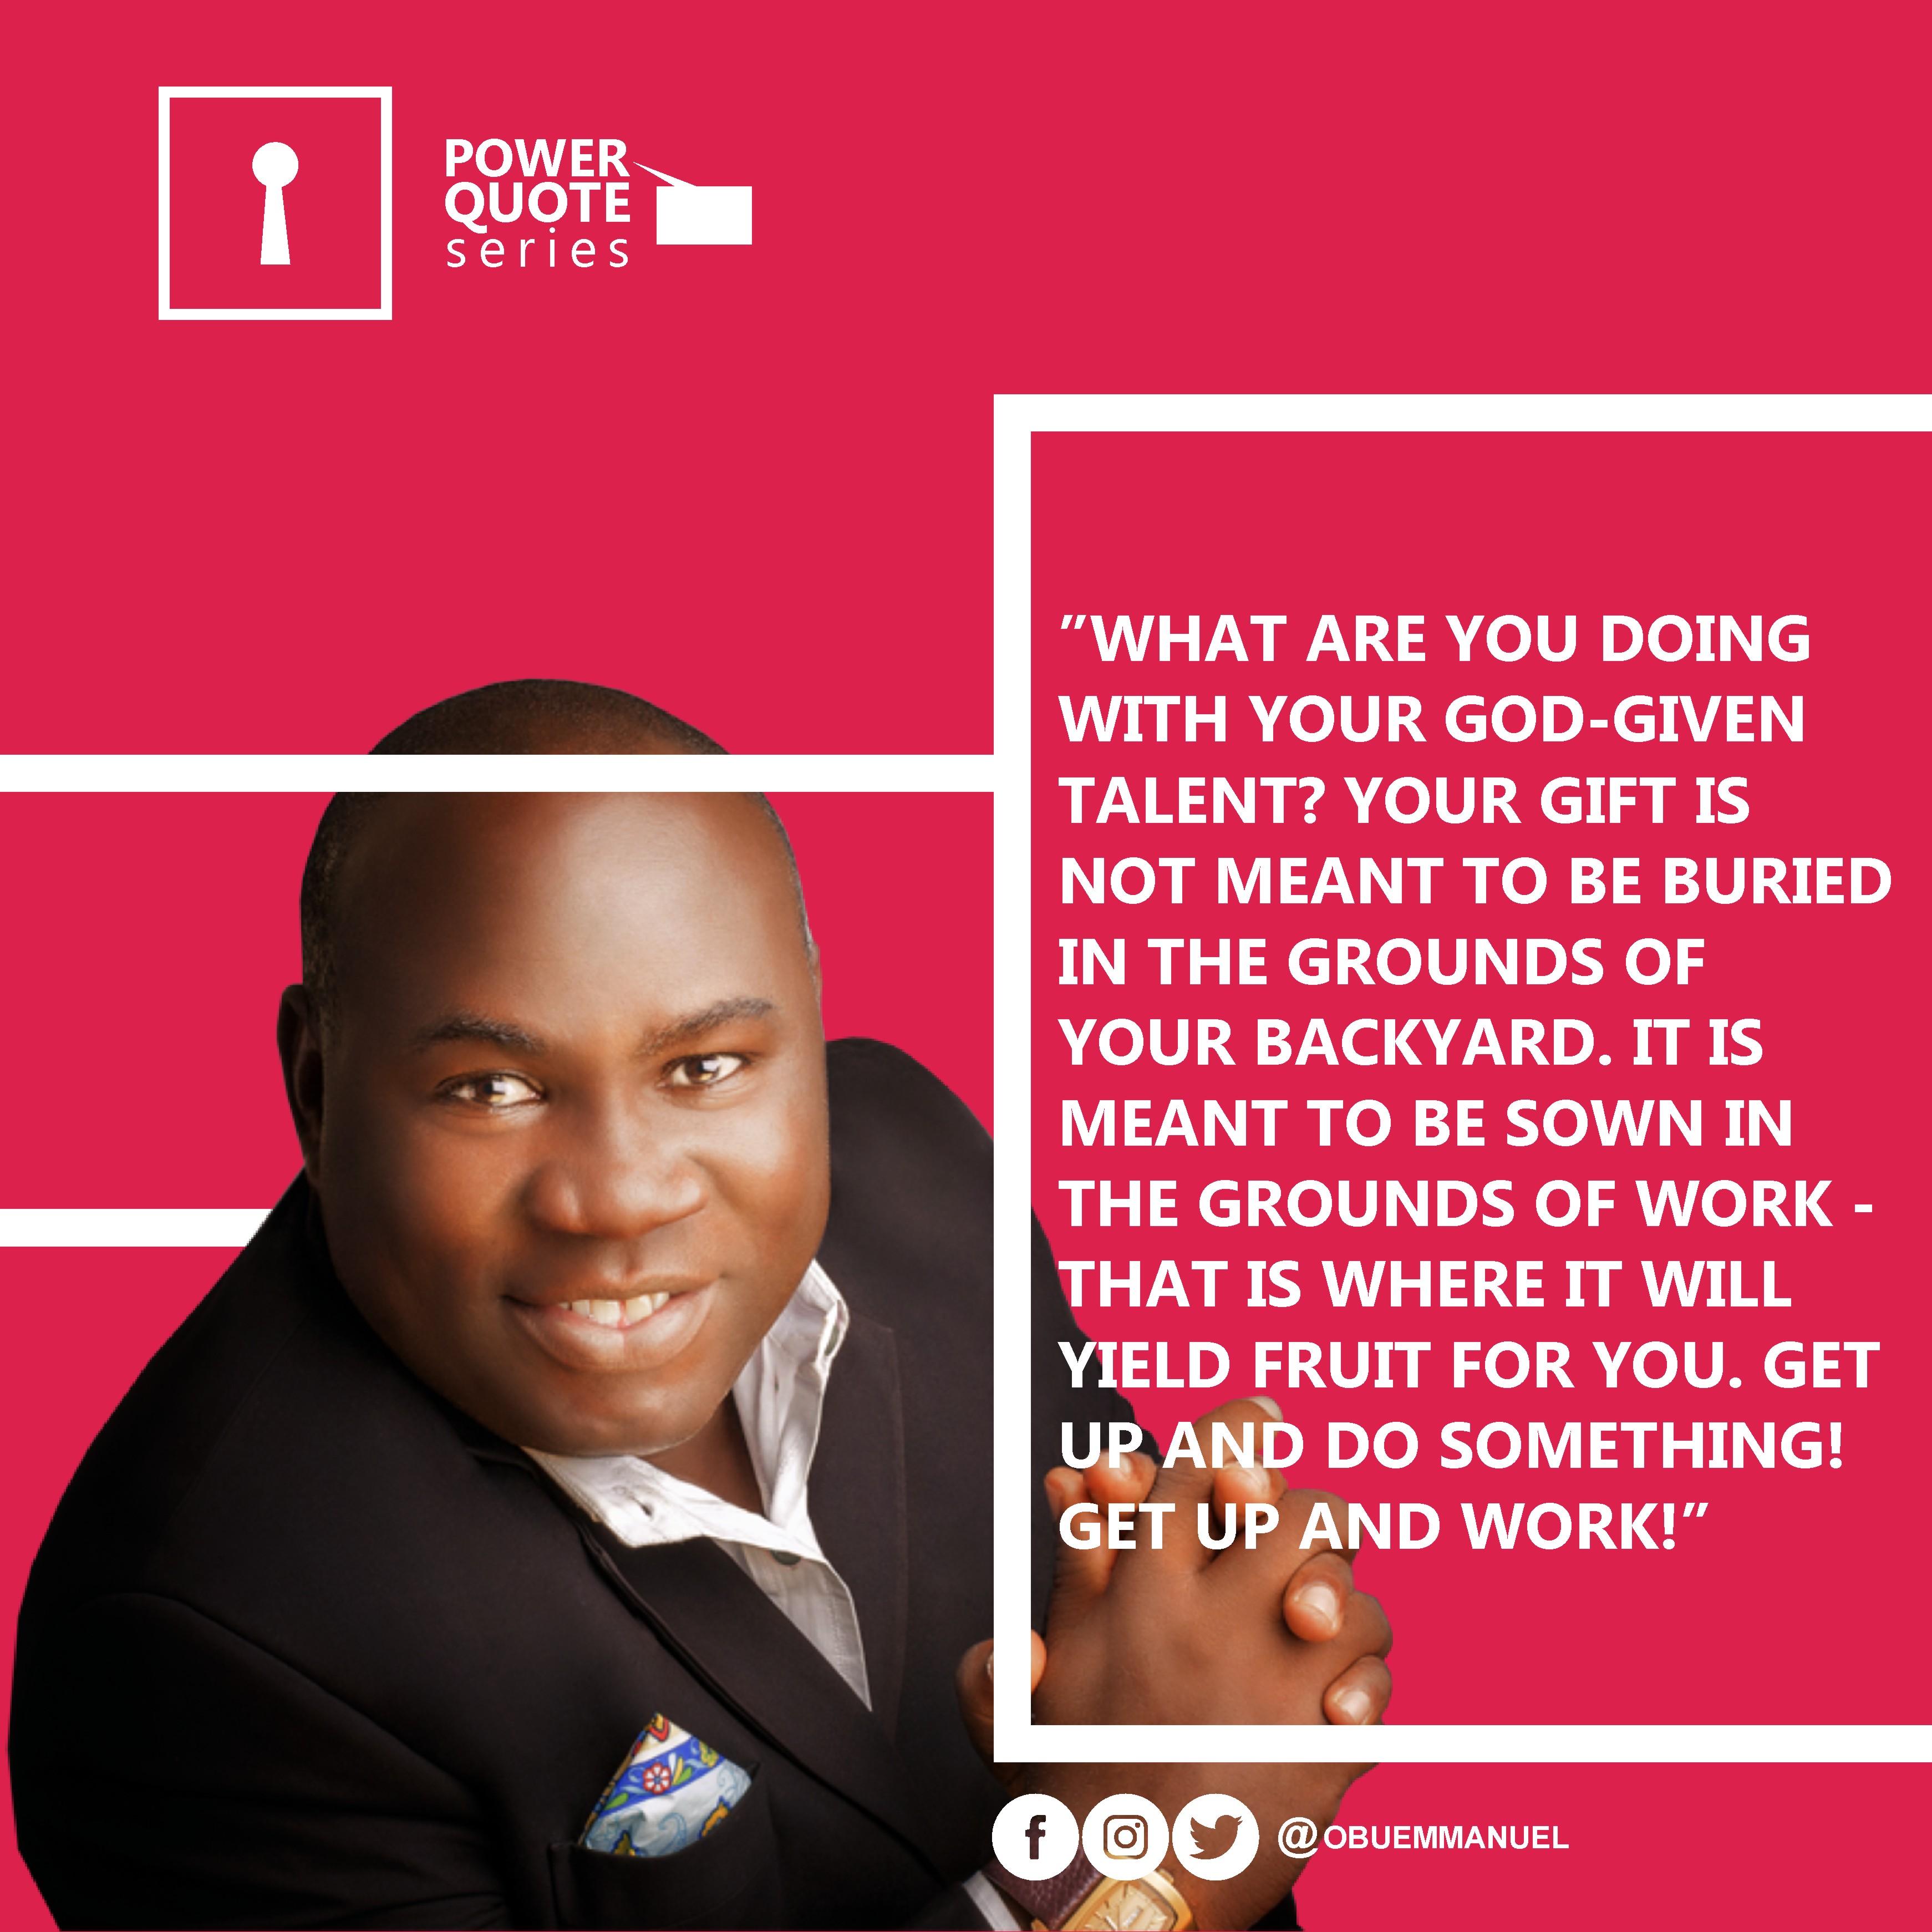 POWER
QUOTE
series
”WHAT ARE YOU DOING
WITH YOUR GOD-GIVEN
TALENT? YOUR GIFT IS
NOT MEANT TO BE BURIED
IN THE GROUNDS OF
YOUR BACKYARD. IT IS
MEANT TO BE SOWN IN
THE GROUNDS OF WORK -
THAT IS WHERE IT WILL
YIELD FRUIT FOR YOU. GET
UP AND DO SOMETHING!
GET UP AND WORK!”
@OBUEMMANUEL